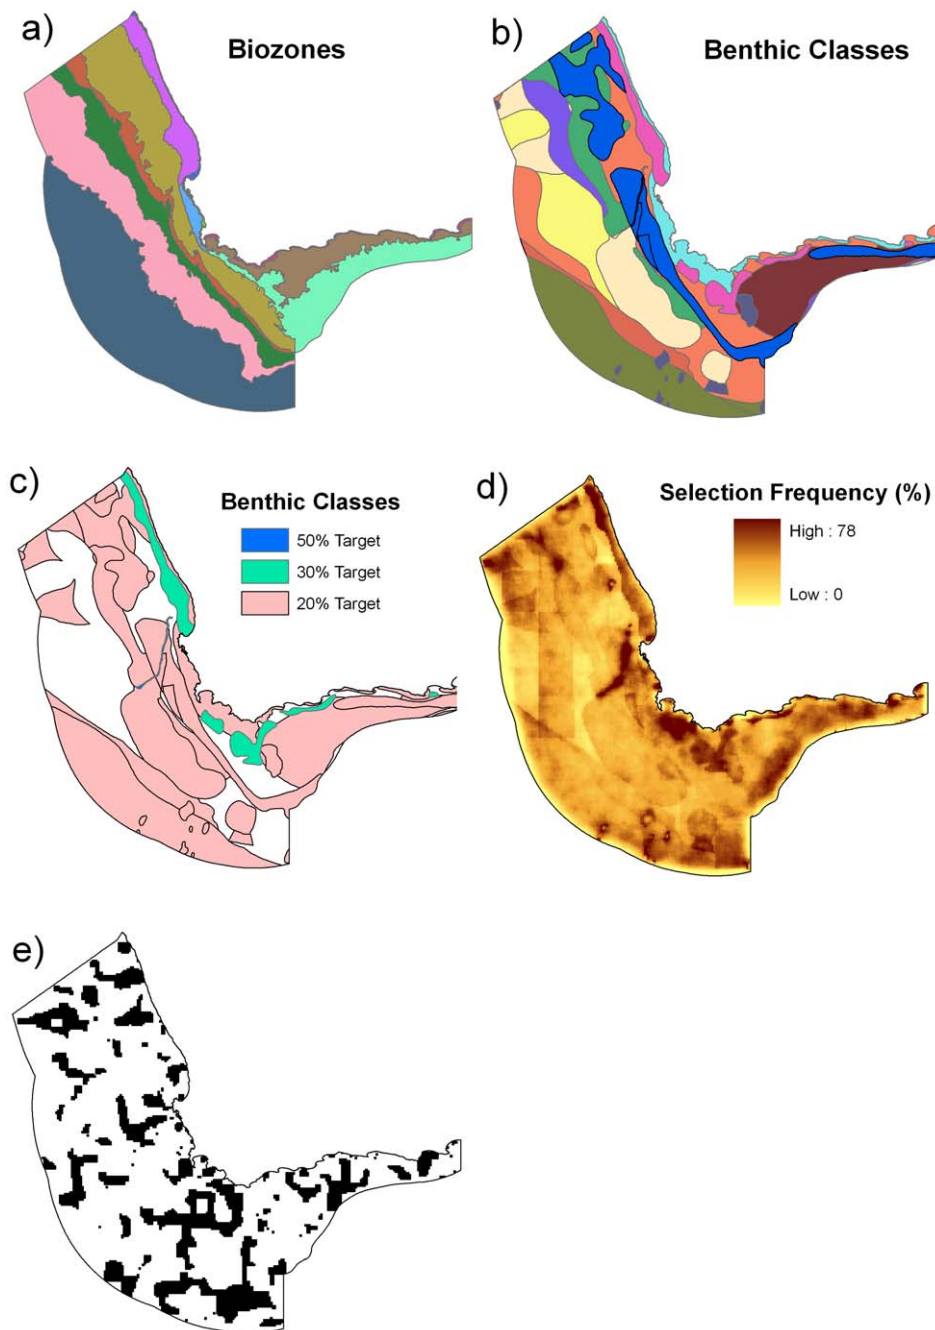 a)
Biozones
b)
Benthic Classes
c)
Benthic Classes
50% Target
30% Target
20% Target
d)
Selection Frequency (%)
High : 78
Low : 0
e)